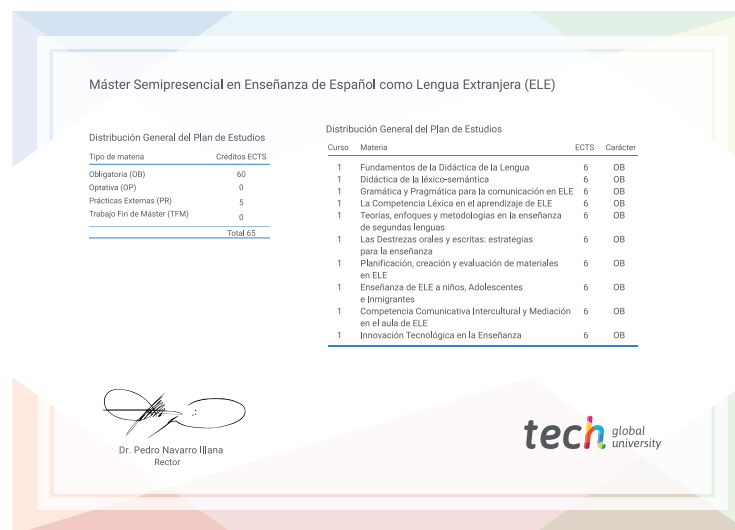 Máster Semipresencial en Enseñanza de Español como Lengua Extranjera (ELE)
Distribución General del Plan de Estudios
Tipo de materia Créditos ECTS
Obligatoria (OB) 60
Optativa (OP) 0
Prácticas Externas (PR) 5
Trabajo Fin de Máster (TFM) 0
Total 65
Distribución General del Plan de Estudios
Curso Materia ECTS Carácter
1 Fundamentos de la Didáctica de la Lengua 6 OB
1 Didáctica de la léxico-semántica 6 OB
1 Gramática y Pragmática para la comunicación en ELE 6 OB
1 La Competencia Léxica en el aprendizaje de ELE 6 OB
1 Teorías, enfoques y metodologías en la enseñanza 6 OB
de segundas lenguas
1 Las Destrezas orales y escritas: estrategias 6 OB
para la enseñanza
1 Planificación, creación y evaluación de materiales 6 OB
en ELE
1 Enseñanza de ELE a niños, Adolescentes 6 OB
e Inmigrantes
1 Competencia Comunicativa Intercultural y Mediación 6 OB
en el aula de ELE
1 Innovación Tecnológica en la Enseñanza 6 OB
Dr. Pedro Navarro Illana
Rector
tech global
university